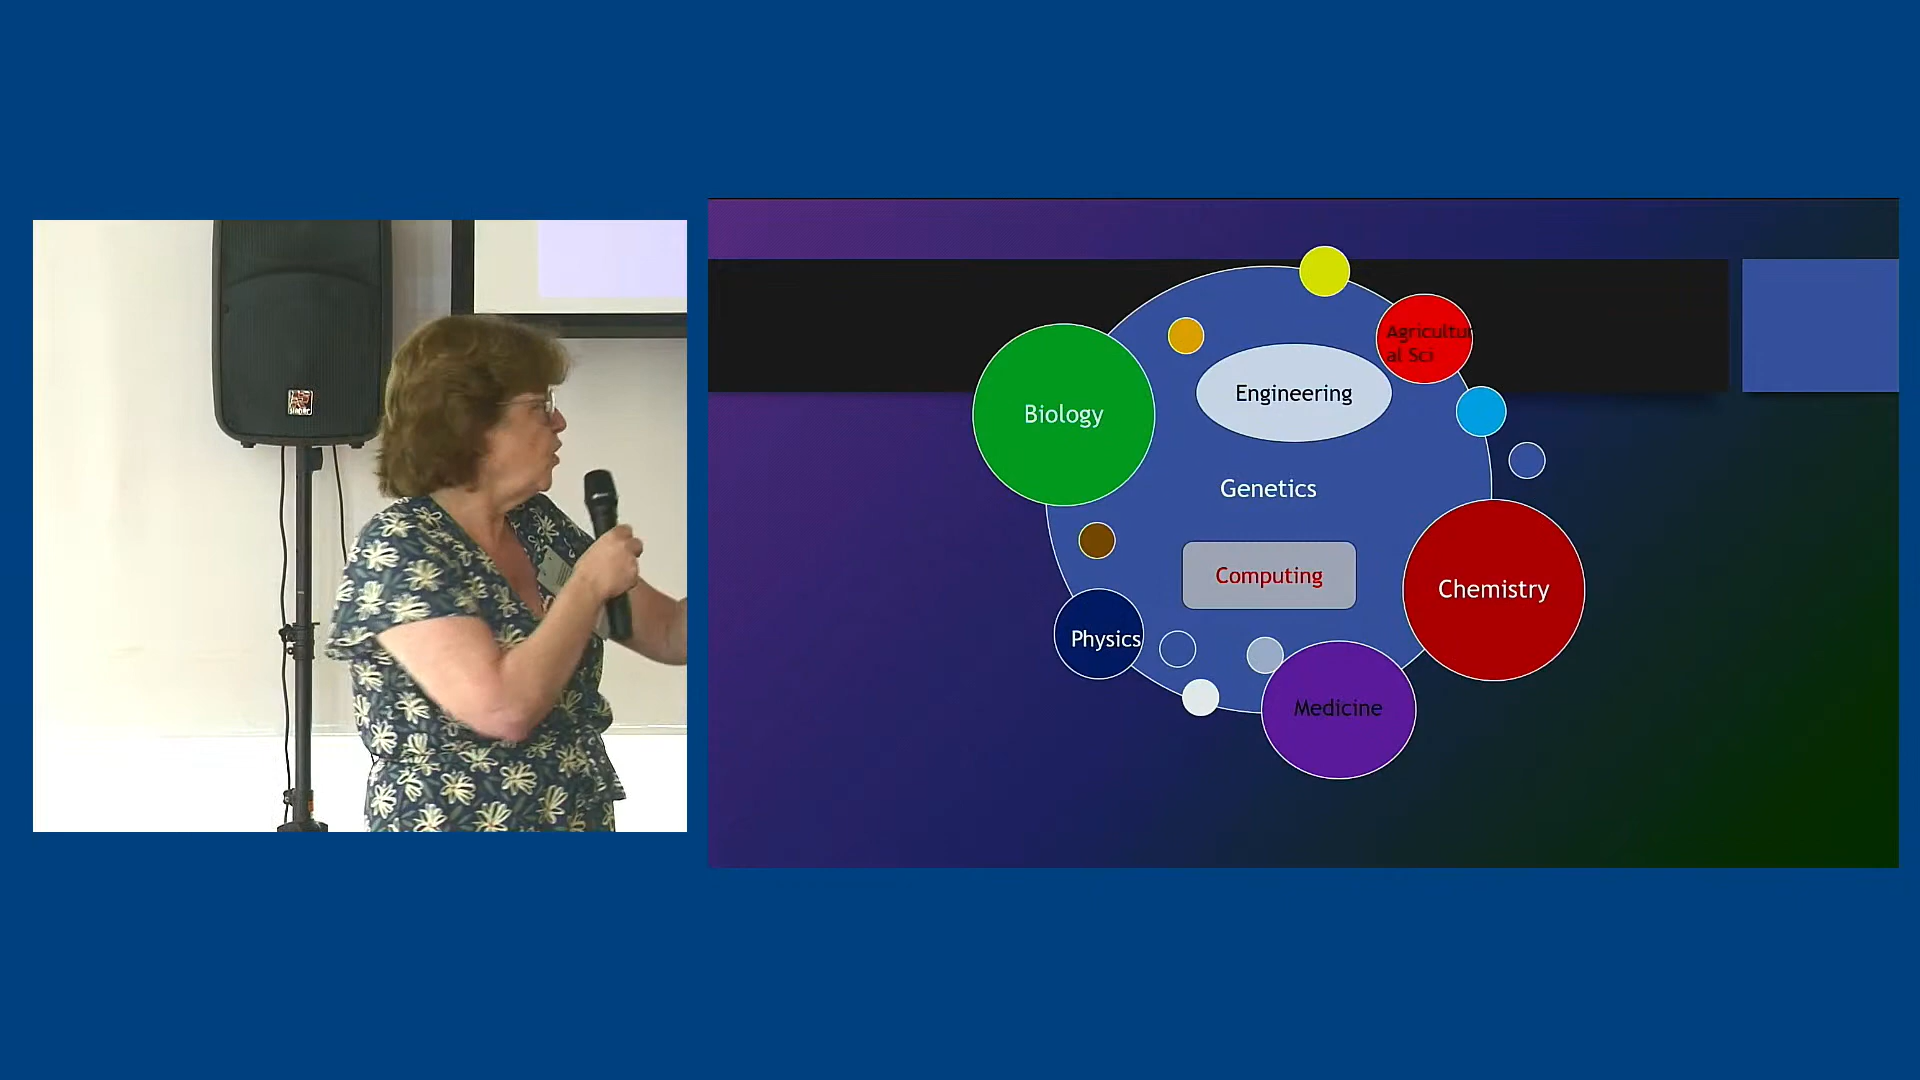 Agricultur
al Sci
Engineering
Biology
Genetics
Computing
Chemistry
Physics
Medicine